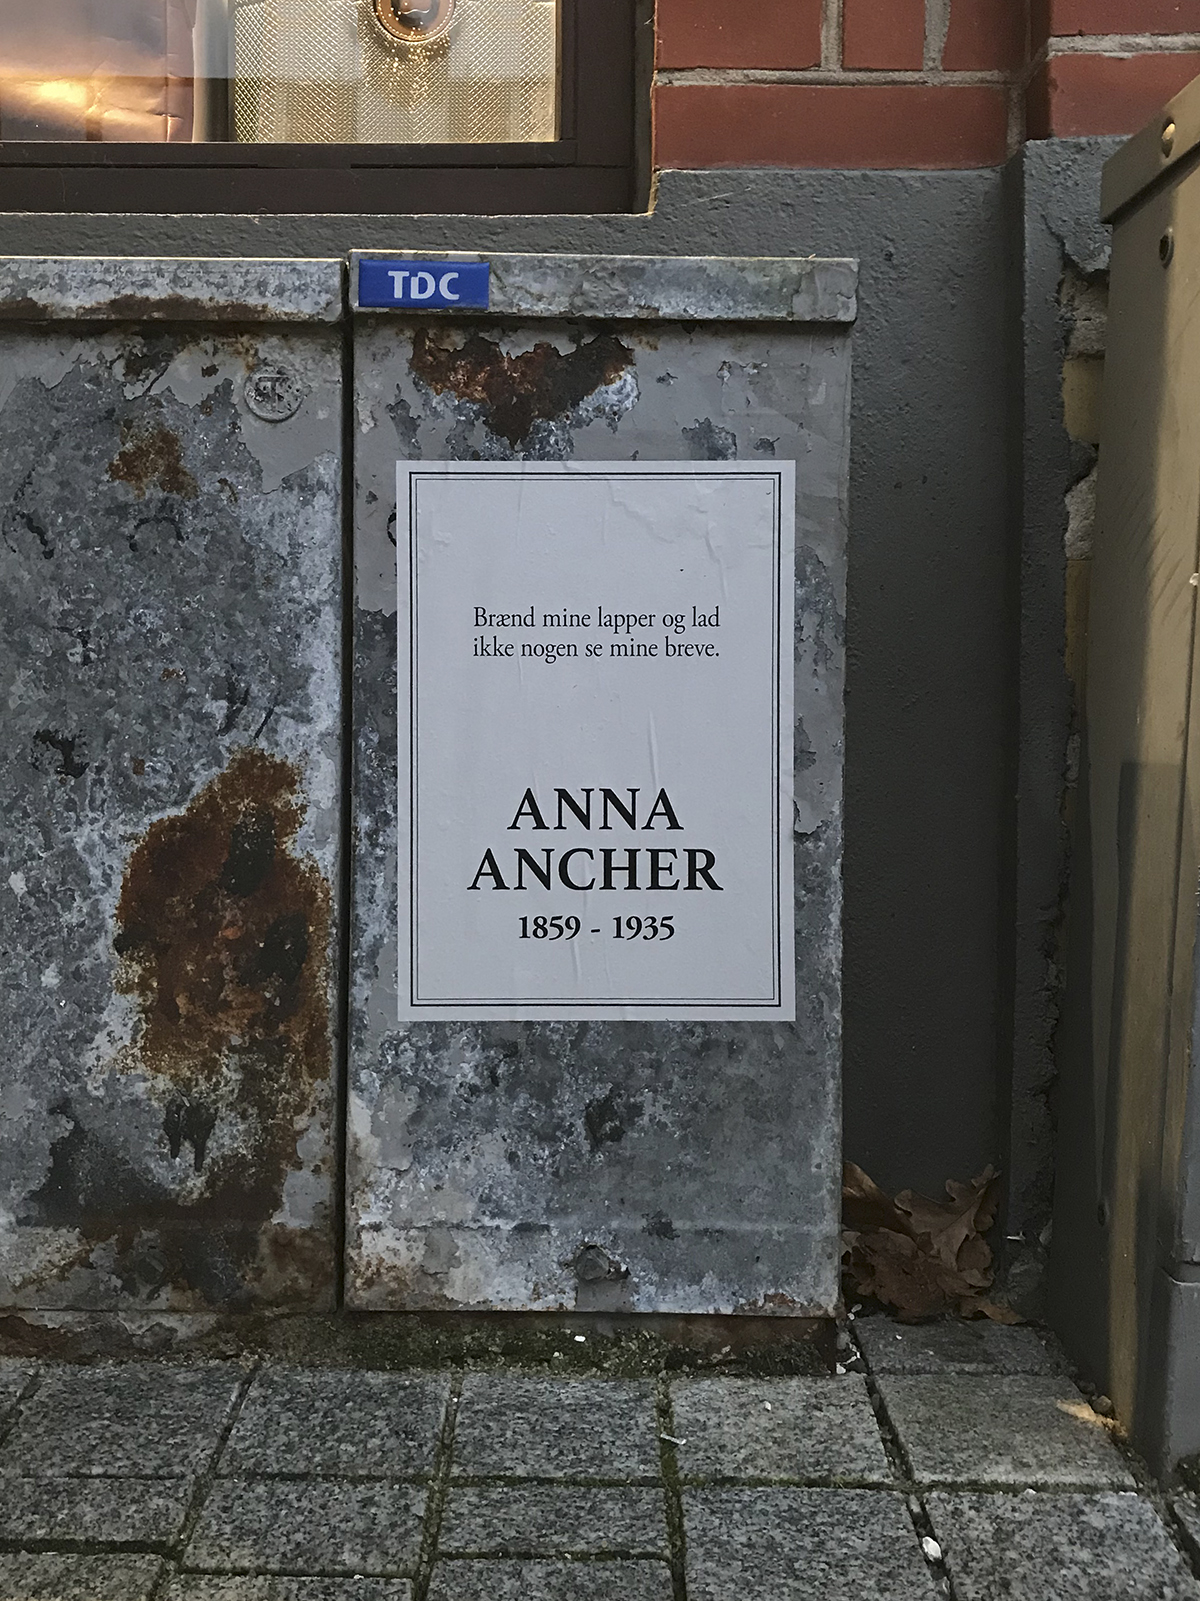 TDC
Brænd mine lapper og lad
ikke nogen se mine breve.
ANNA
ANCHER
1859 - 1935